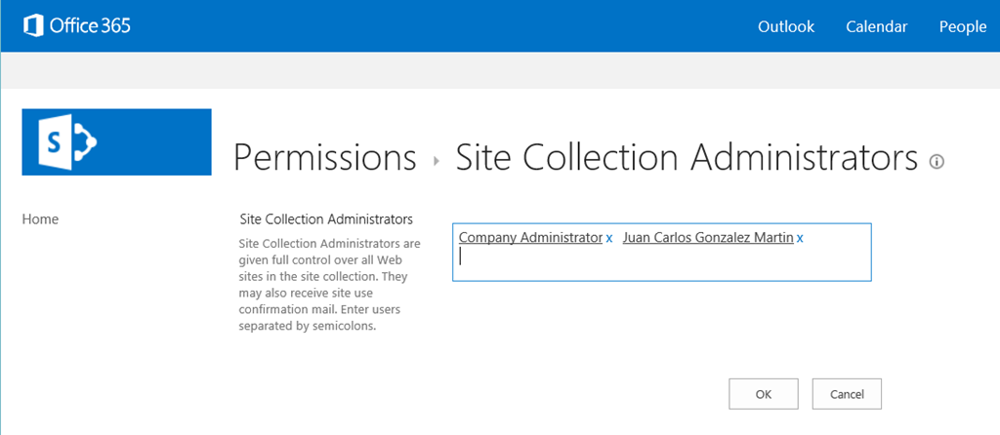 Office 365
Outlook Calendar People
S
Permissions ▸ Site Collection Administrators
Home
Site Collection Administrators
Site Collection Administrators are
given full control over all Web
sites in the site collection. They
may also receive site use
confirmation mail. Enter users
separated by semicolons.
Company Administrator x Juan Carlos Gonzalez Martin x
OK Cancel